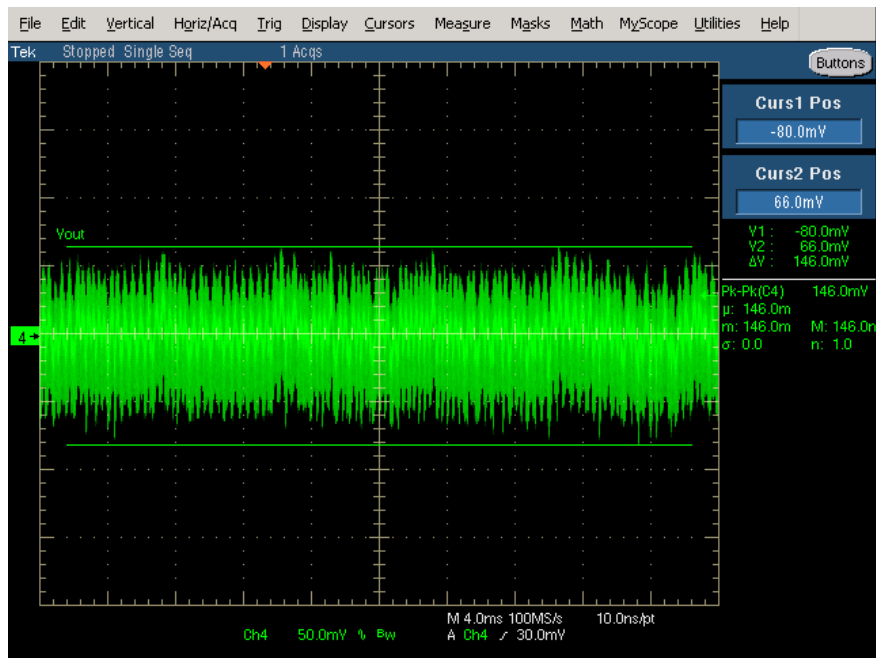 File Edit Vertical Horiz/Acq Trig Display Cursors Measure Masks Math MyScope Utilities Help
Tek Stopped Single Seq 1 Acqs
Buttons
Curs1 Pos
-80.0mV
Curs2 Pos
66.0mV
Vout
V1 : -80.0mV
V2 : 66.0mV
ΔV : 146.0mV
Pk-Pk(C4) 146.0mV
µ: 146.0m
m: 146.0m M: 146.0m
σ: 0.0 n: 1.0
4
M 4.0ms 100MS/s 10.0ns/pt
Ch4 50.0mV Bw A Ch4 30.0mV